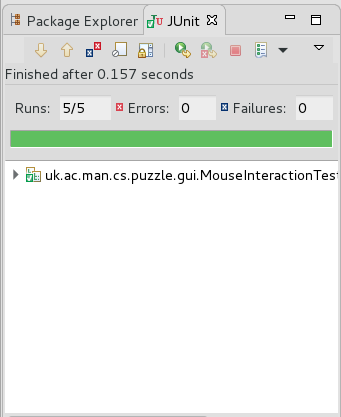 Package Explorer JUnit
Finished after 0.157 seconds
Runs: 5/5 Errors: 0 Failures: 0
uk.ac.man.cs.puzzle.gui.MouseInteractionTest